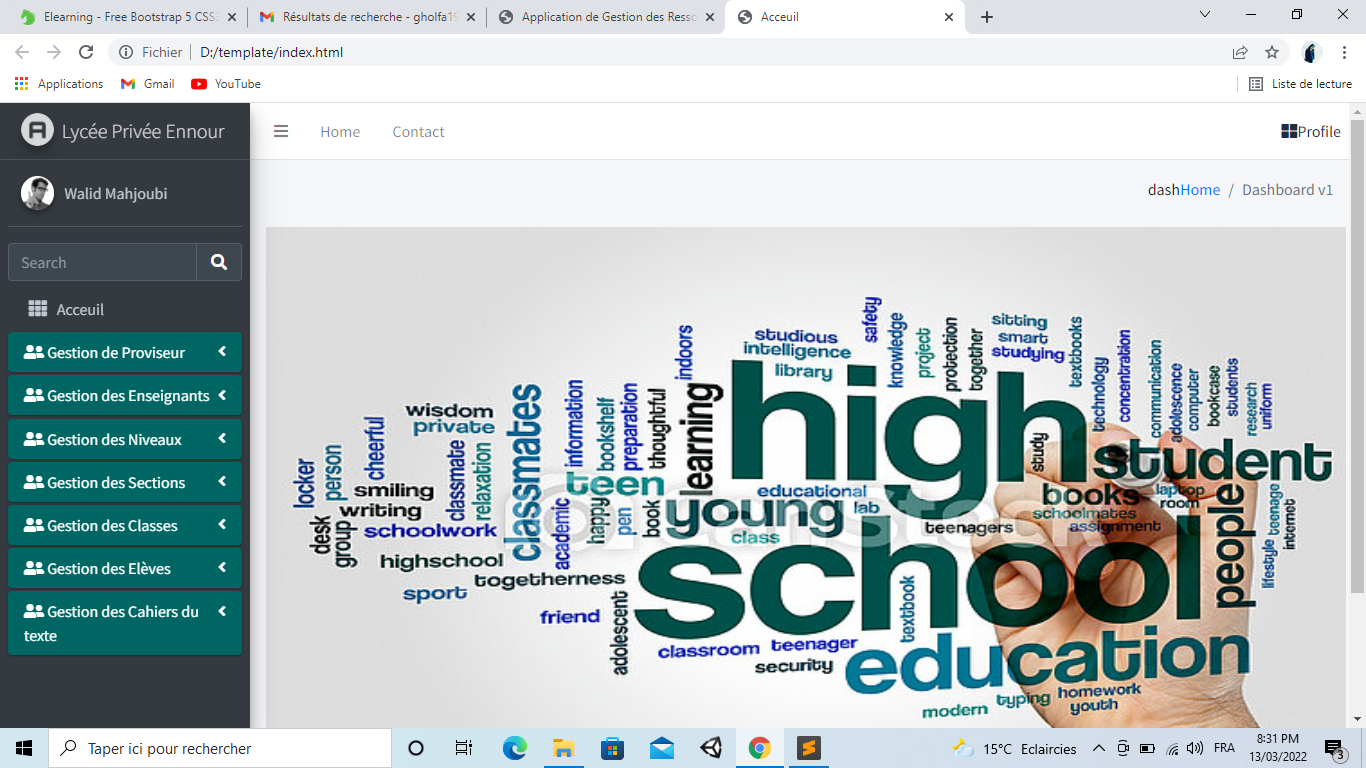 Elearning - Free Bootstrap 5 CSS
Résultats de recherche - gholfa19
Application de Gestion des Resso
Acceuil
Fichier
D:/template/index.html
Applications
Gmail
YouTube
Liste de lecture
Lycée Privée Ennour
Home
Contact
Profile
Walid Mahjoubi
dashHome / Dashboard v1
Search
Acceuil
Gestion de Proviseur
Gestion des Enseignants
Gestion des Niveaux
Gestion des Sections
Gestion des Classes
Gestion des Elèves
Gestion des Cahiers du
texte
locker
person
cheerful
wisdom
private
smiling
writing
desk
group
schoolwork
highschool
sport
classmate
relaxation
classmates
togetherness
friend
information
bookshelf
preparation
thoughtful
indoors
learning
teen
academic
happy
pen
book
adolescent
studious
intelligence
library
safety
knowledge
project
protection
together
sitting
smart
studying
textbooks
technology
concentration
communication
adolescence
computer
bookcase
students
research
uniform
high
study
student
educational
young
lab
class
teenagers
books
schoolmates
assignment
laptop
room
people
lifestyle
teenage
internet
school
textbook
classroom
teenager
security
education
modern
typing
homework
youth
Taper ici pour rechercher
15°C Eclaircies
FRA
8:31 PM
13/03/2022
3